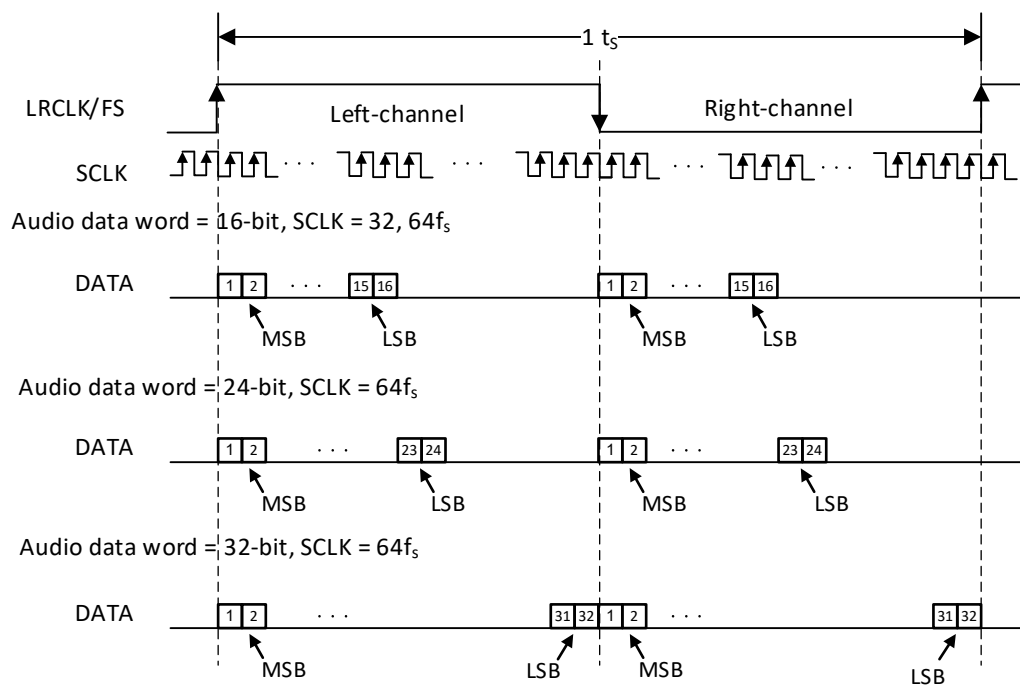 1 tS
LRCLK/FS
Left-channel
Right-channel
SCLK
· · ·
· · ·
· · ·
· · ·
Audio data word = 16-bit, SCLK = 32, 64fs
DATA
1 2 · · · 15 16 1 2 · · · 15 16
MSB LSB MSB LSB
Audio data word = 24-bit, SCLK = 64fs
DATA
1 2 · · · 23 24 1 2 · · · 23 24
MSB LSB MSB LSB
Audio data word = 32-bit, SCLK = 64fs
DATA
1 2 · · · 31 32 1 2 · · · 31 32
MSB LSB MSB LSB